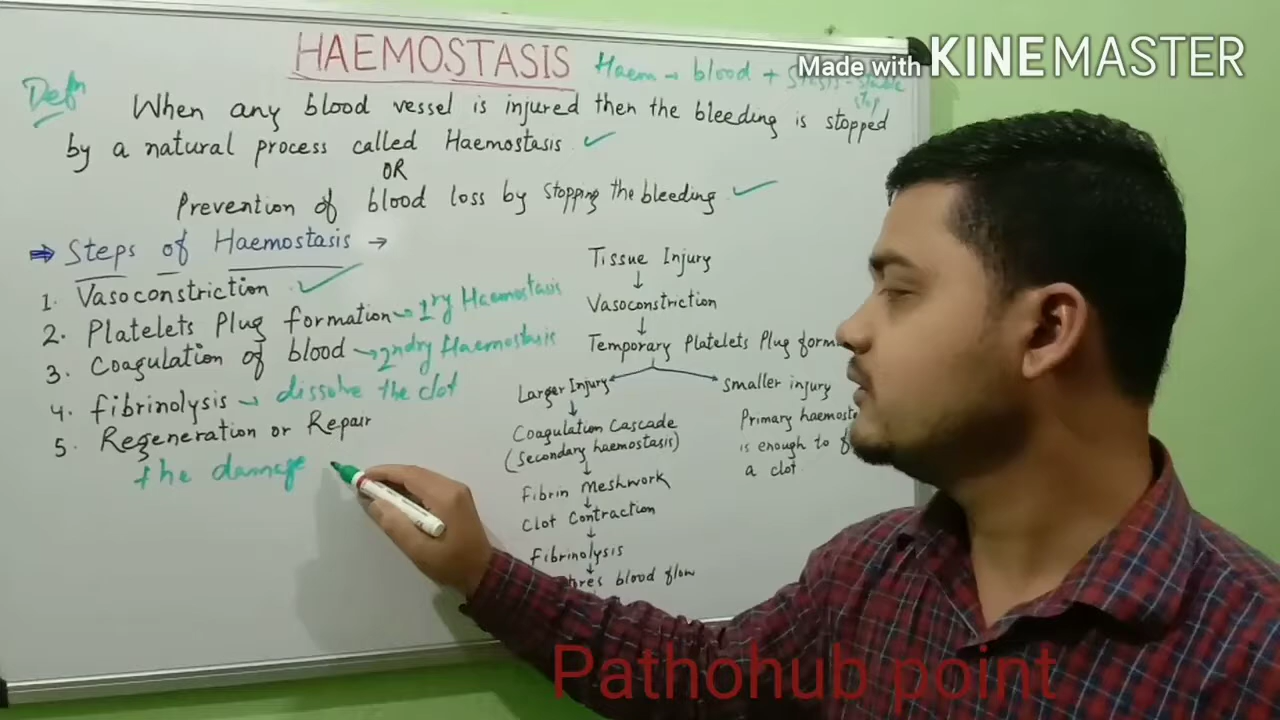 HAEMOSTASIS
Haem → blood + Stasis - stable
stop
Made with KINEMASTER
Defn
When any blood vessel is injured then the bleeding is stopped
by a natural process called Haemostasis
OR
Prevention of blood loss by stopping the bleeding
⇒ Steps of Haemostasis →
1. Vasoconstriction
2. Platelets Plug formation → 1ry Haemostasis
3. Coagulation of blood → 2ndry Haemostasis
4. fibrinolysis → dissolve the clot
5. Regeneration or Repair
the damage
Tissue Injury
↓
Vasoconstriction
↓
Temporary Platelets Plug form
Larger Injury
↓
Coagulation Cascade
(Secondary haemostasis)
↓
Fibrin Meshwork
↓
Clot Contraction
↓
Fibrinolysis
↓
blood flow
Smaller injury
Primary haemost
is enough to
a clot
Pathohub point